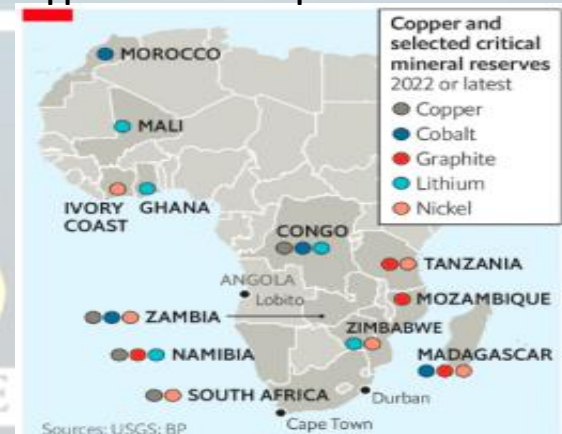 Copper and
selected critical
mineral reserves
2022 or latest
Copper
Cobalt
Graphite
Lithium
Nickel
MOROCCO
MALI
IVORY
COAST
GHANA
CONGO
TANZANIA
ANGOLA
Lobito
MOZAMBIQUE
ZAMBIA
ZIMBABWE
NAMIBIA
MADAGASCAR
SOUTH AFRICA
Durban
Cape Town
Sources: USGS; BP